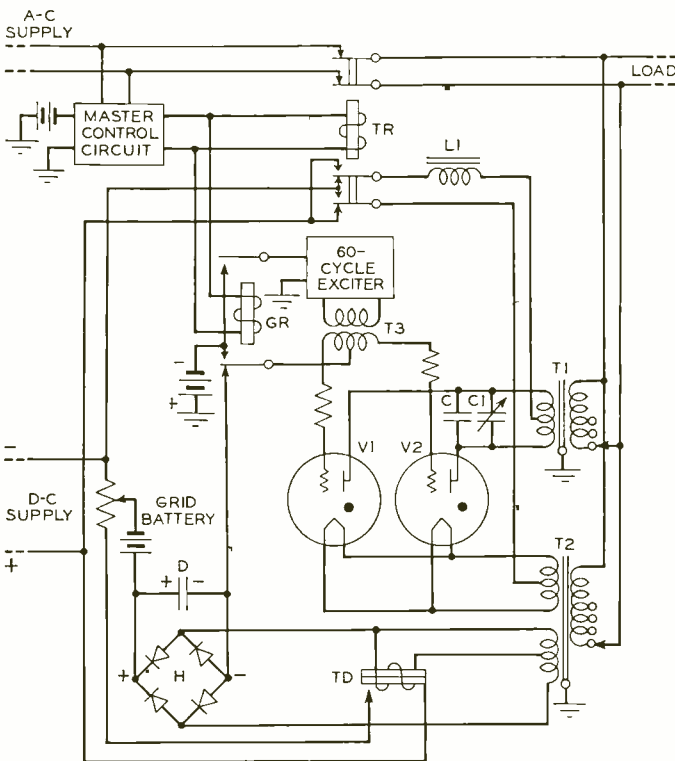 A-C
SUPPLY
LOAD
MASTER
CONTROL
CIRCUIT
TR
L1
60-
CYCLE
EXCITER
GR
T3
-
+
T1
C
C1
V1
V2
-
D-C
SUPPLY
+
GRID
BATTERY
T2
D
+
-
+
H
-
TD